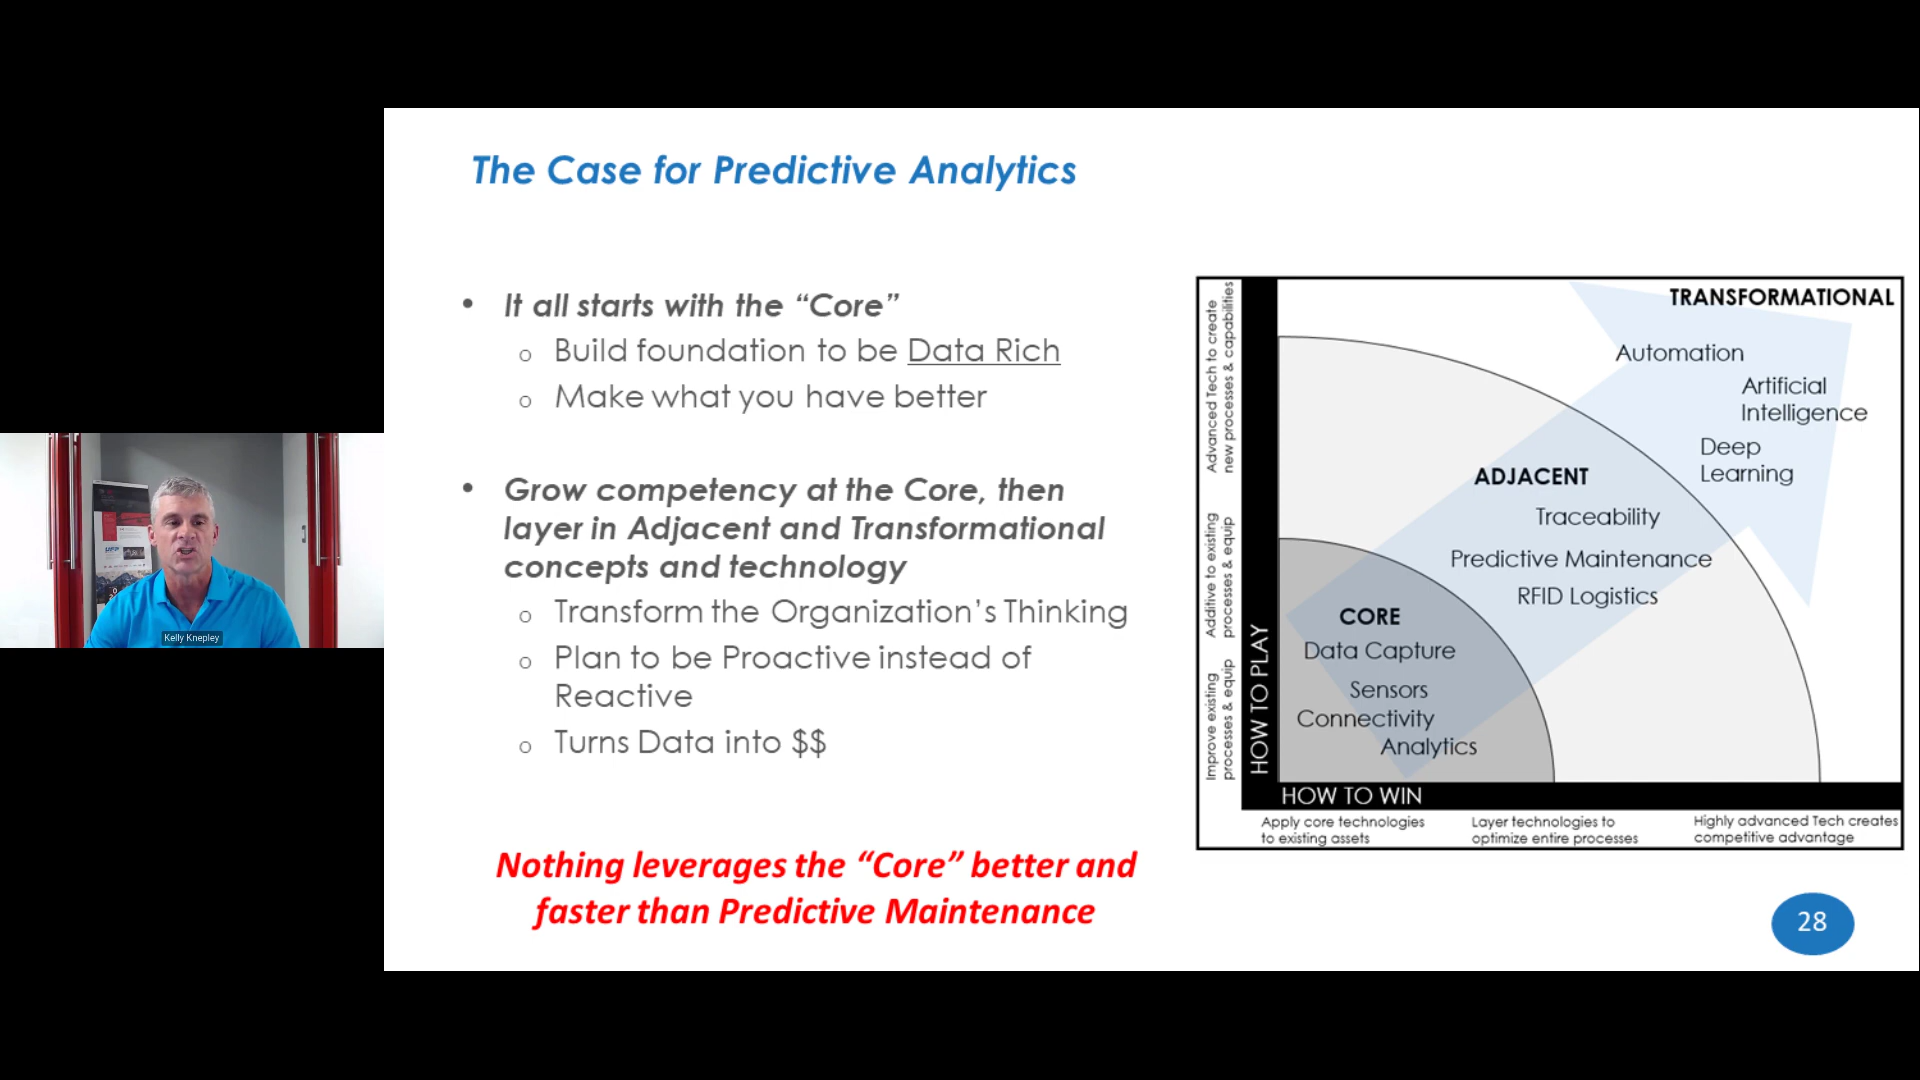 The Case for Predictive Analytics
• It all starts with the “Core”
o Build foundation to be Data Rich
o Make what you have better
• Grow competency at the Core, then
layer in Adjacent and Transformational
concepts and technology
o Transform the Organization’s Thinking
o Plan to be Proactive instead of
Reactive
o Turns Data into $$
Nothing leverages the “Core” better and
faster than Predictive Maintenance
Advanced Tech to create
new processes & capabilities
Additive to existing
processes & equip
Improve existing
processes & equip
HOW TO PLAY
TRANSFORMATIONAL
Automation
Artificial
Intelligence
Deep
Learning
ADJACENT
Traceability
Predictive Maintenance
RFID Logistics
CORE
Data Capture
Sensors
Connectivity
Analytics
HOW TO WIN
Apply core technologies
to existing assets
Layer technologies to
optimize entire processes
Highly advanced Tech creates
competitive advantage
28
Kelly Knepley